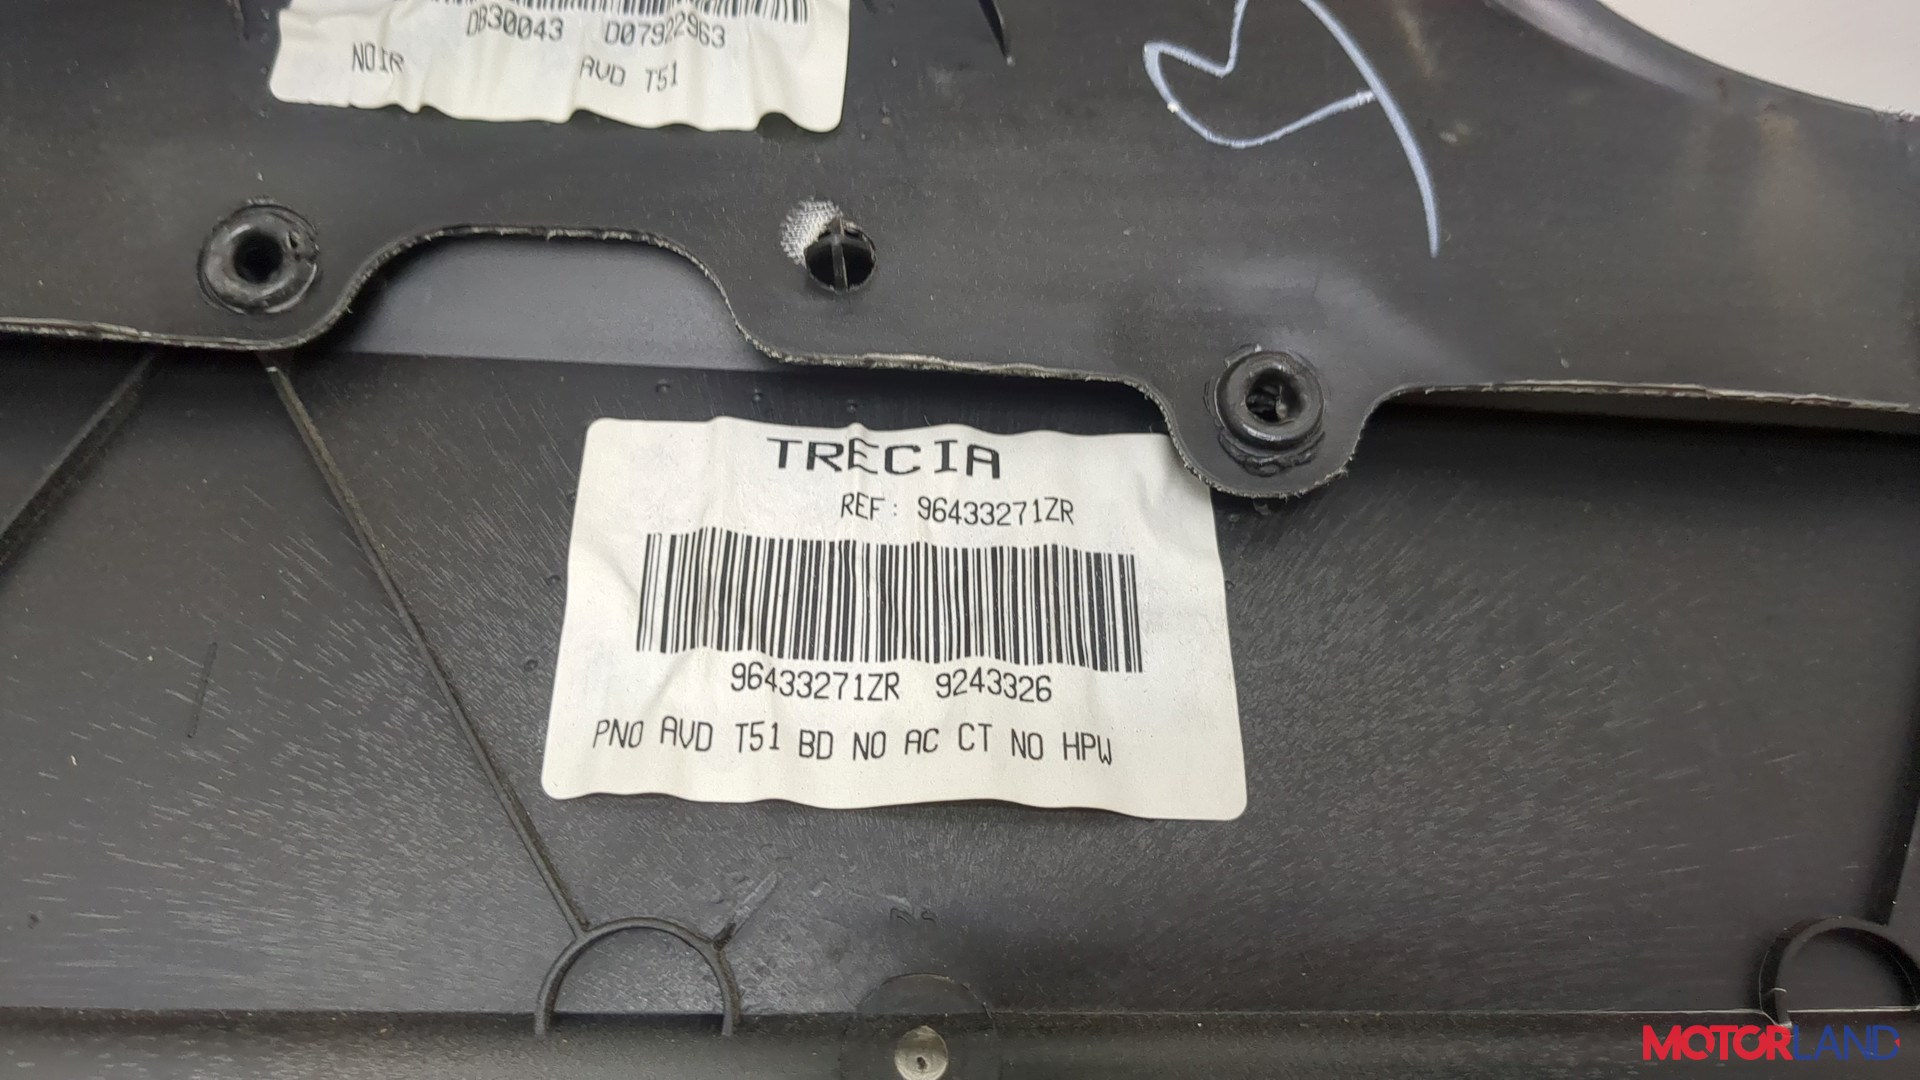 DB30043 D07922963
NOIR AVD T51
TRECIA
REF: 96433271ZR
96433271ZR 9243326
PNO AVD T51 BD NO AC CT NO HPW
MOTORLAND